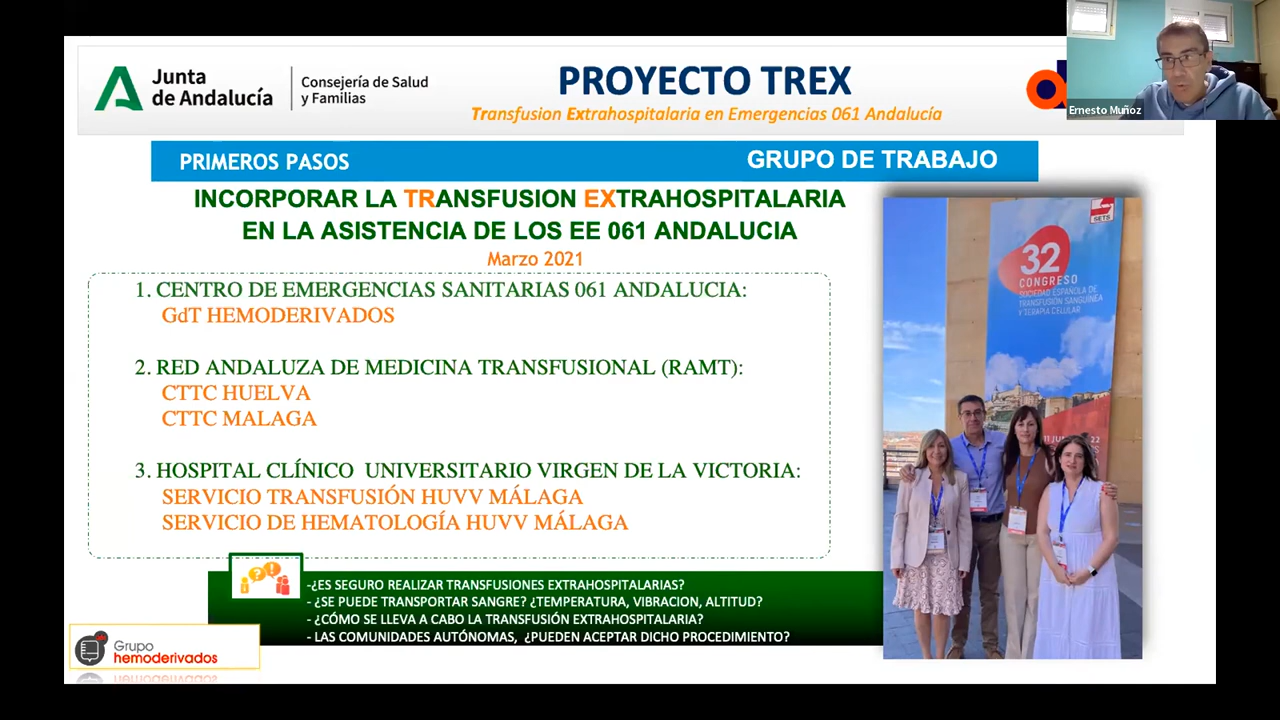 Junta
de Andalucía
Consejería de Salud
y Familias
PROYECTO TREX
Transfusion Extrahospitalaria en Emergencias 061 Andalucía
Ernesto Muñoz
PRIMEROS PASOS
GRUPO DE TRABAJO
INCORPORAR LA TRANSFUSION EXTRAHOSPITALARIA
EN LA ASISTENCIA DE LOS EE 061 ANDALUCIA
Marzo 2021
1. CENTRO DE EMERGENCIAS SANITARIAS 061 ANDALUCIA:
GdT HEMODERIVADOS
2. RED ANDALUZA DE MEDICINA TRANSFUSIONAL (RAMT):
CTTC HUELVA
CTTC MALAGA
3. HOSPITAL CLÍNICO UNIVERSITARIO VIRGEN DE LA VICTORIA:
SERVICIO TRANSFUSIÓN HUVV MÁLAGA
SERVICIO DE HEMATOLOGÍA HUVV MÁLAGA
SETS
32
CONGRESO
SOCIEDAD ESPAÑOLA DE
TRANSFUSIÓN SANGUÍNEA
Y TERAPIA CELULAR
-¿ES SEGURO REALIZAR TRANSFUSIONES EXTRAHOSPITALARIAS?
- ¿SE PUEDE TRANSPORTAR SANGRE? ¿TEMPERATURA, VIBRACION, ALTITUD?
- ¿CÓMO SE LLEVA A CABO LA TRANSFUSIÓN EXTRAHOSPITALARIA?
- LAS COMUNIDADES AUTÓNOMAS, ¿PUEDEN ACEPTAR DICHO PROCEDIMIENTO?
Grupo
hemoderivados